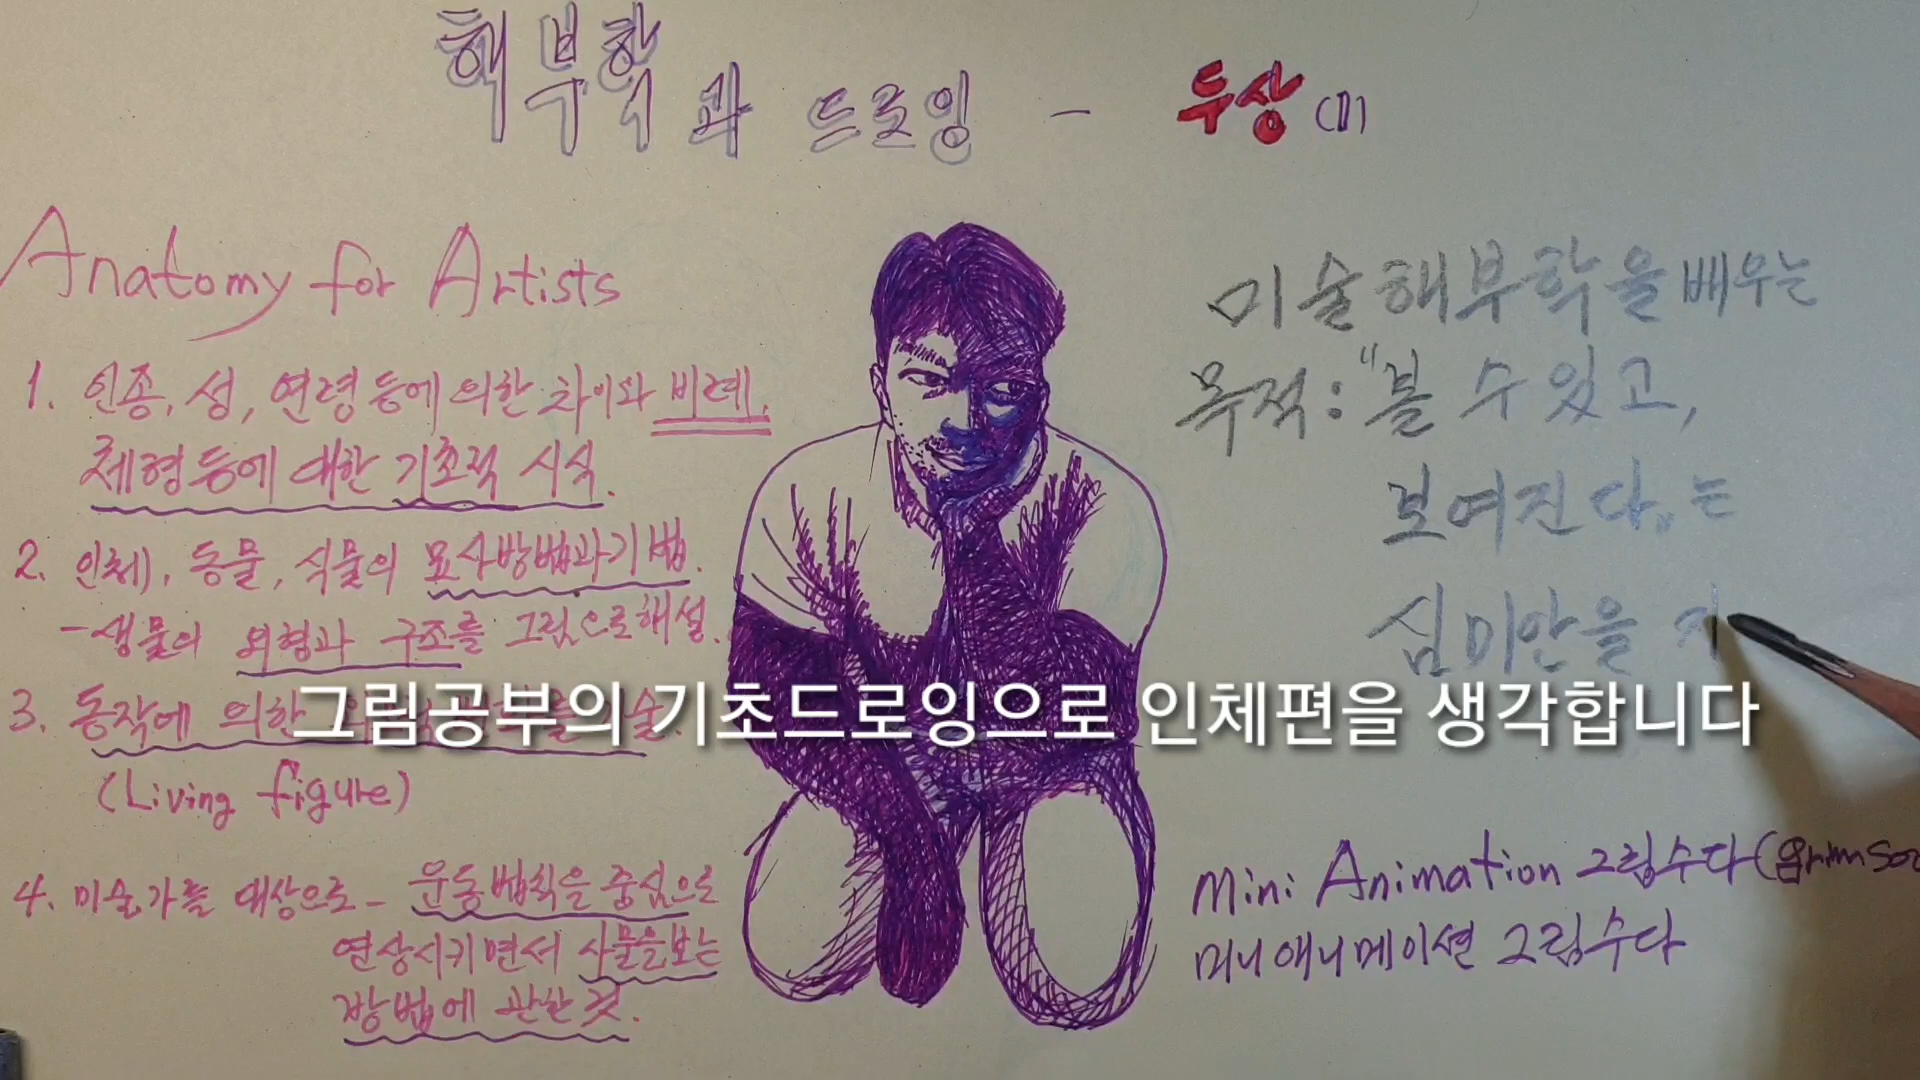 해부학과 드로잉 - 두상 (1)
Anatomy for Artists
1. 인종, 성, 연령 등에 의한 차이와 비례,
체형 등에 대한 기초적 지식.
2. 인체, 동물, 식물의 묘사방법과 기법.
- 생물의 외형과 구조를 그림으로 해설.
3. 동작에 의한
(Living figure)
4. 미술가를 대상으로 - 운동법칙을 중심으로
연상시키면서 사물을 보는
방법에 관한 것.
미술해부학을 배우는
목적: "볼 수 있고,
보여진다"는
심미안을
그림공부의 기초드로잉으로 인체편을 생각합니다
Mini Animation 그림수다
미니애니메이션 그림수다